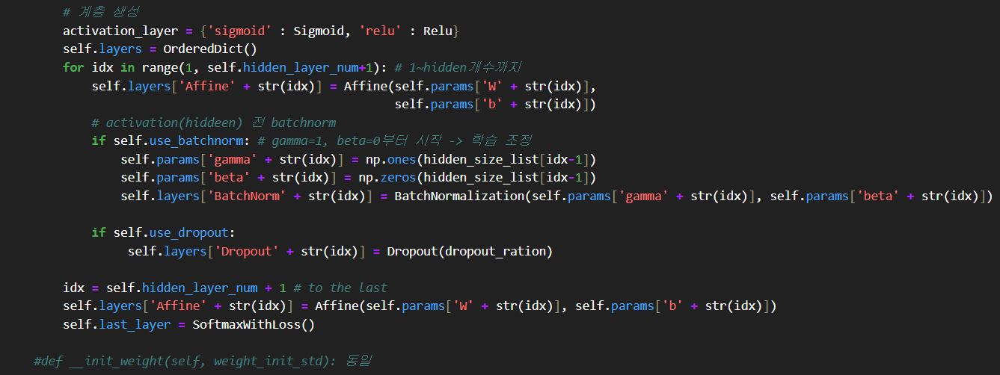 # 계층 생성
activation_layer = {'sigmoid' : Sigmoid, 'relu' : Relu}
self.layers = OrderedDict()
for idx in range(1, self.hidden_layer_num+1): # 1~hidden개수까지
self.layers['Affine' + str(idx)] = Affine(self.params['W' + str(idx)],
self.params['b' + str(idx)])
# activation(hiddeen) 전 batchnorm
if self.use_batchnorm: # gamma=1, beta=0부터 시작 -> 학습 조정
self.params['gamma' + str(idx)] = np.ones(hidden_size_list[idx-1])
self.params['beta' + str(idx)] = np.zeros(hidden_size_list[idx-1])
self.layers['BatchNorm' + str(idx)] = BatchNormalization(self.params['gamma' + str(idx)], self.params['beta' + str(idx)])
if self.use_dropout:
self.layers['Dropout' + str(idx)] = Dropout(dropout_ration)
idx = self.hidden_layer_num + 1 # to the last
self.layers['Affine' + str(idx)] = Affine(self.params['W' + str(idx)], self.params['b' + str(idx)])
self.last_layer = SoftmaxWithLoss()
#def __init_weight(self, weight_init_std): 동일